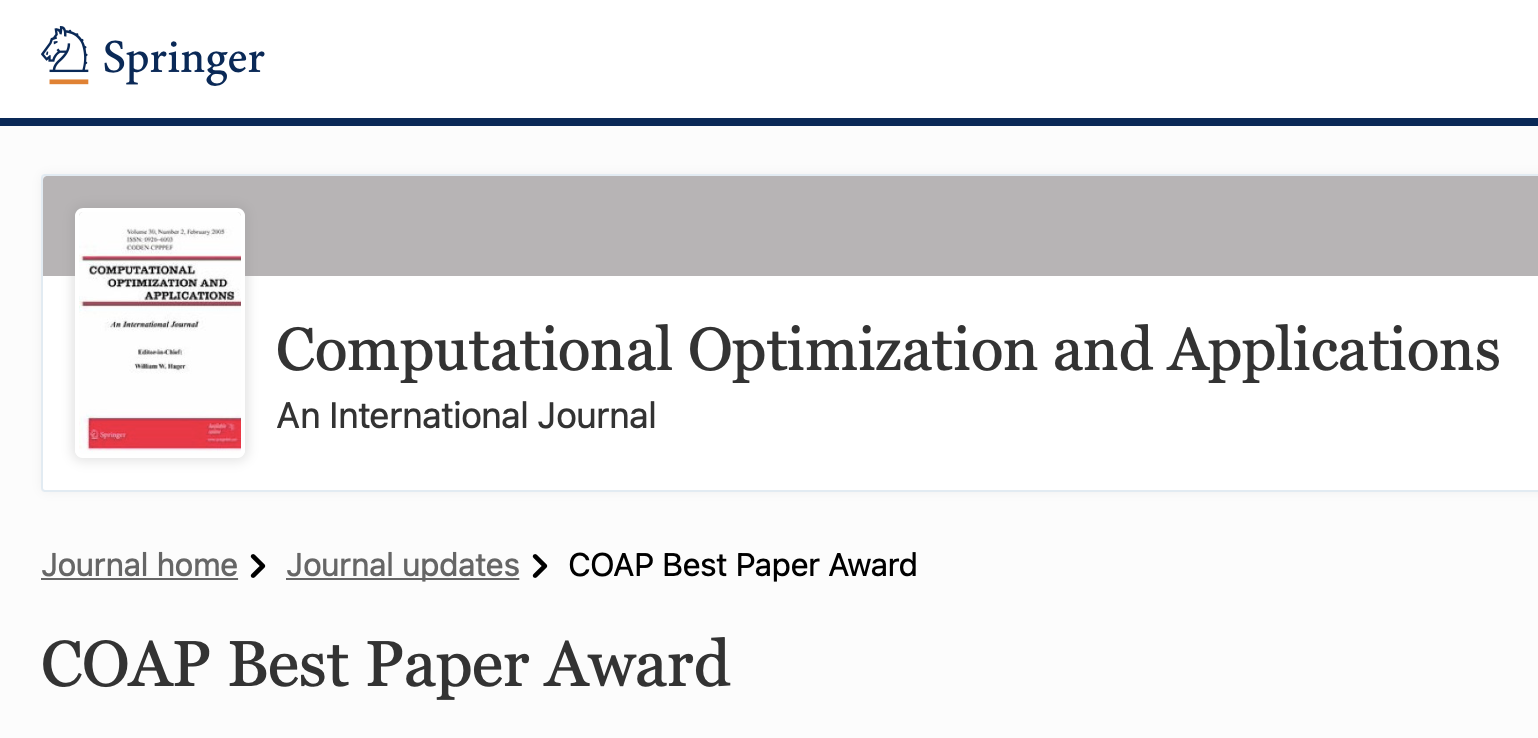 Springer
Volume 30, Number 2, February 2005
ISSN: 0926-6003
CODEN CPPPEF
COMPUTATIONAL
OPTIMIZATION AND
APPLICATIONS
An International Journal
Editor-in-Chief:
William W. Hager
Springer
Computational Optimization and Applications
An International Journal
Journal home > Journal updates > COAP Best Paper Award
COAP Best Paper Award